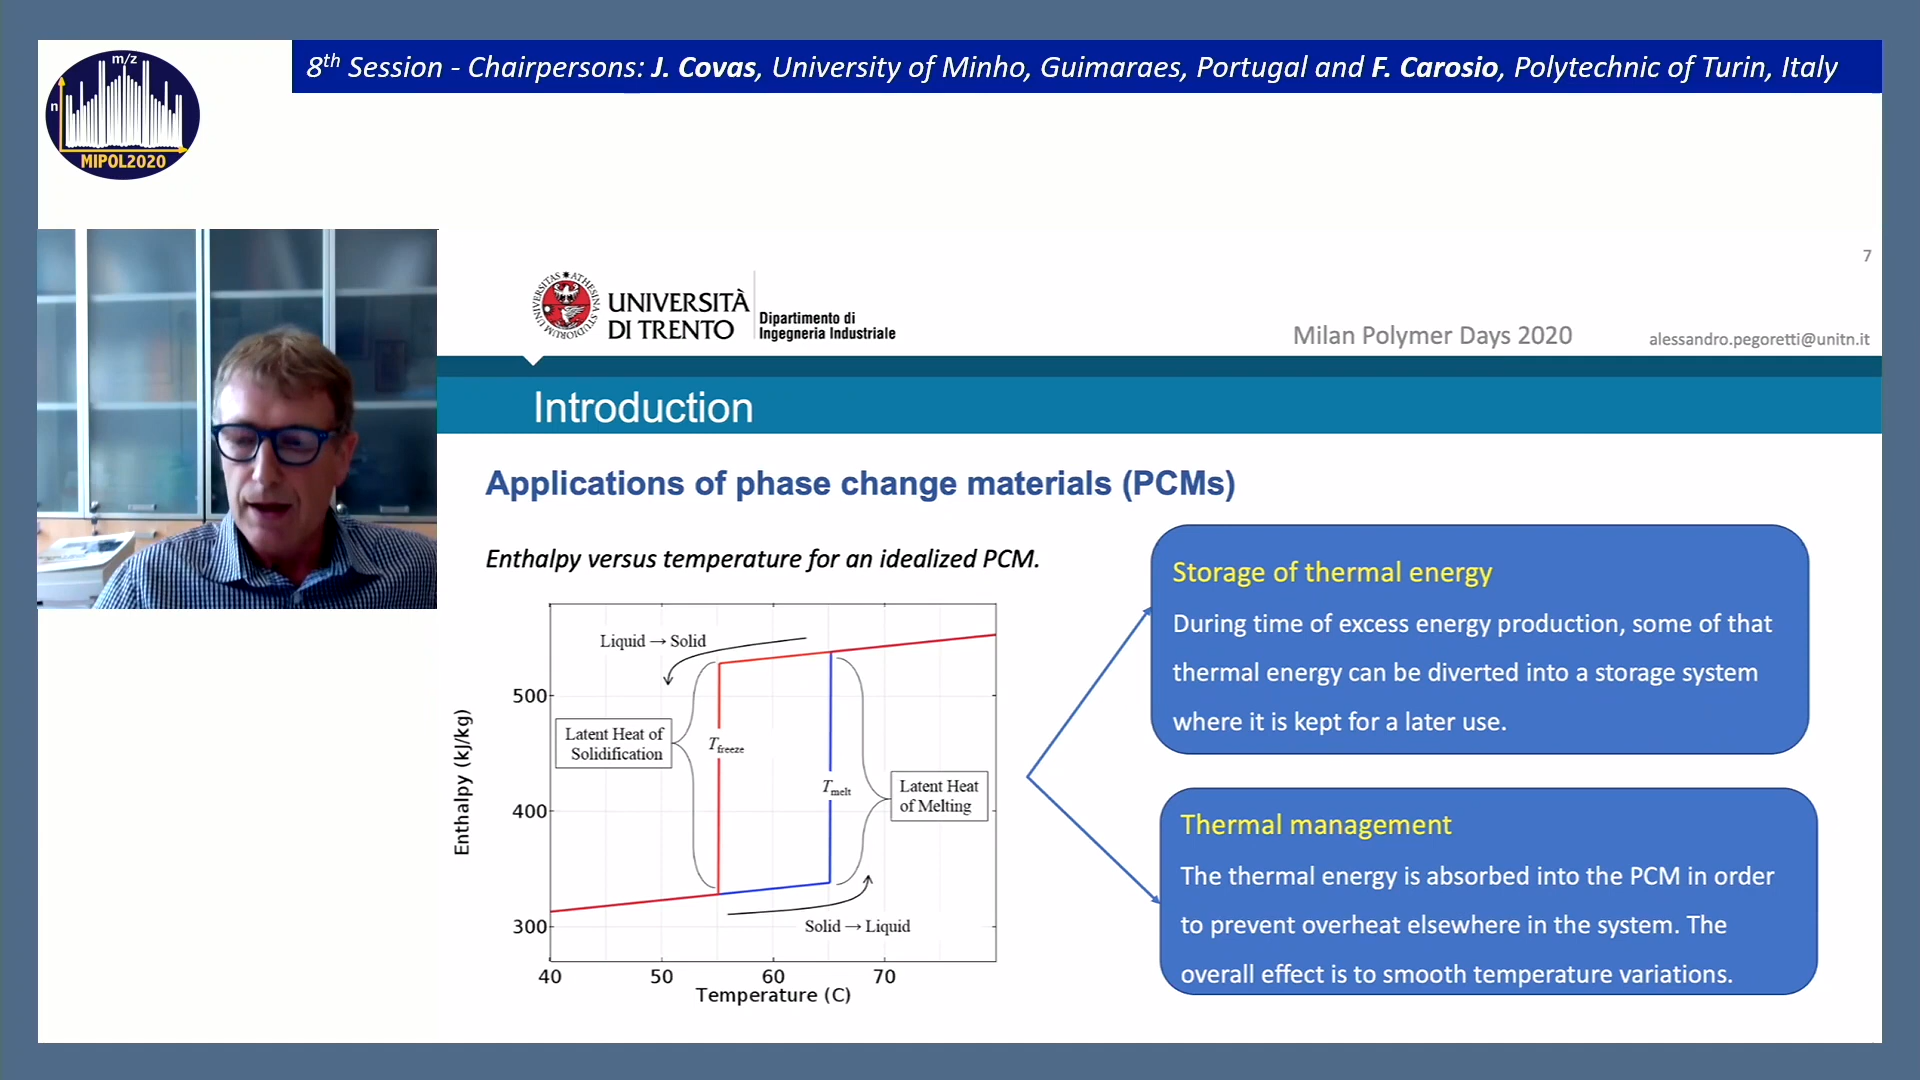 8th Session - Chairpersons: J. Covas, University of Minho, Guimaraes, Portugal and F. Carosio, Polytechnic of Turin, Italy
m/z
n
MIPOL2020
7
UNIVERSITÀ
DI TRENTO
Dipartimento di
Ingegneria Industriale
Milan Polymer Days 2020
alessandro.pegoretti@unitn.it
Introduction
Applications of phase change materials (PCMs)
Enthalpy versus temperature for an idealized PCM.
Liquid → Solid
500
400
300
Enthalpy (kJ/kg)
Latent Heat of
Solidification
Tfreeze
Tmelt
Latent Heat
of Melting
Solid → Liquid
40 50 60 70
Temperature (C)
Storage of thermal energy
During time of excess energy production, some of that
thermal energy can be diverted into a storage system
where it is kept for a later use.
Thermal management
The thermal energy is absorbed into the PCM in order
to prevent overheat elsewhere in the system. The
overall effect is to smooth temperature variations.